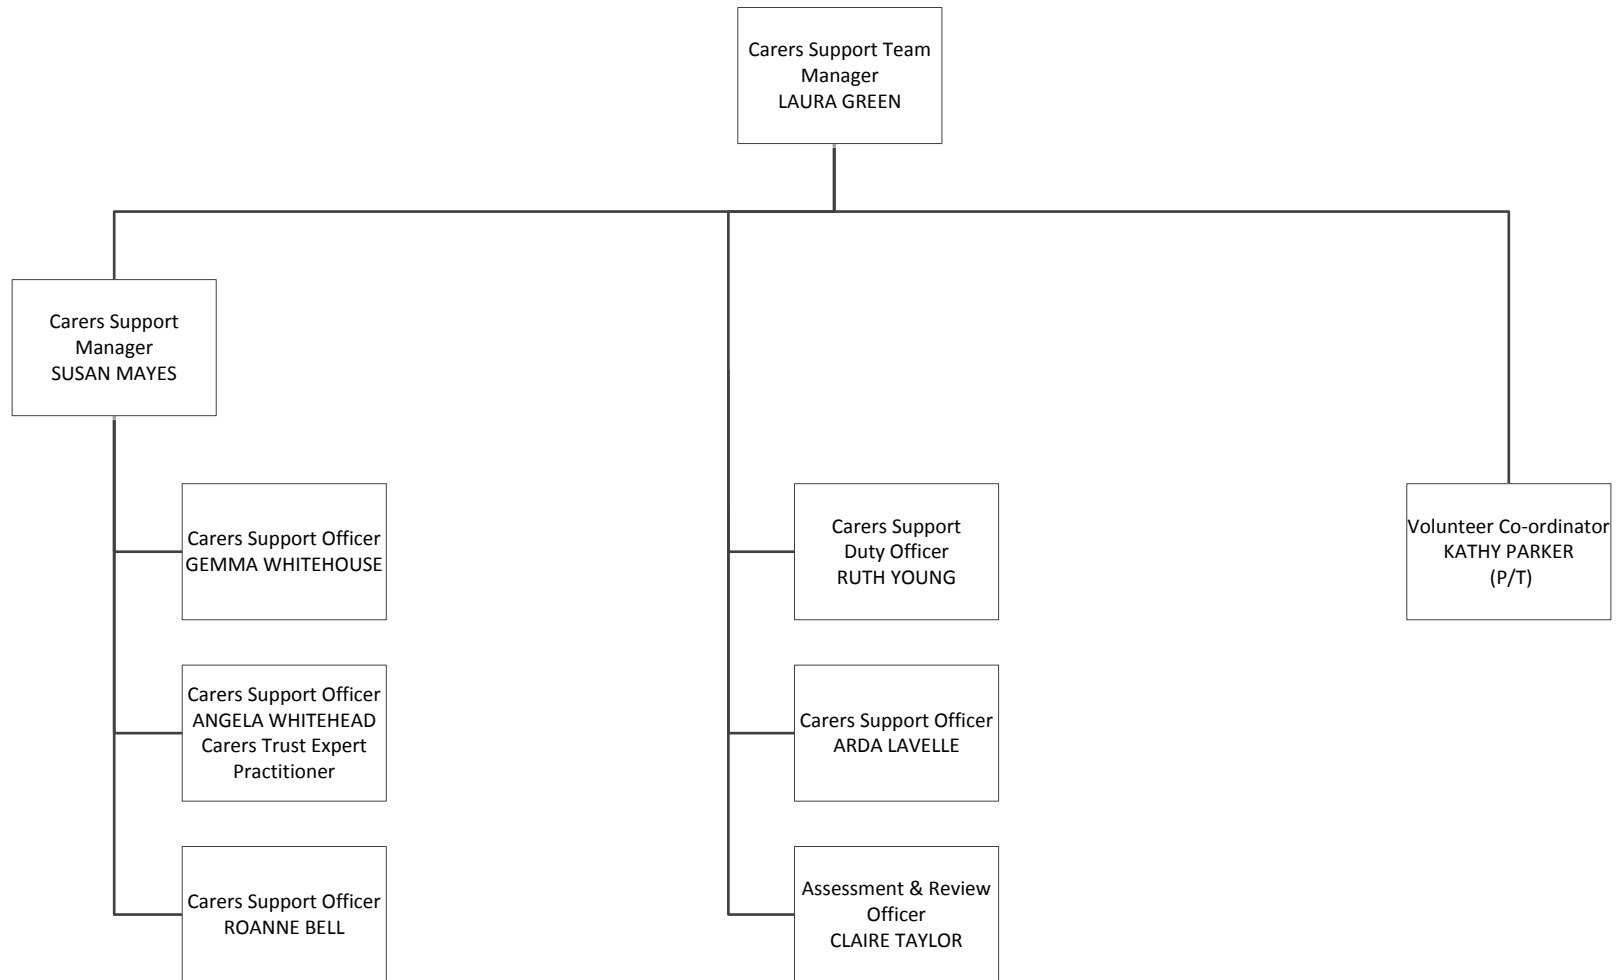 Carers Support Team
Manager
LAURA GREEN
Carers Support
Manager
SUSAN MAYES
Carers Support Officer
GEMMA WHITEHOUSE
Carers Support Officer
ANGELA WHITEHEAD
Carers Trust Expert
Practitioner
Carers Support Officer
ROANNE BELL
Carers Support
Duty Officer
RUTH YOUNG
Carers Support Officer
ARDA LAVELLE
Assessment & Review
Officer
CLAIRE TAYLOR
Volunteer Co-ordinator
KATHY PARKER
(P/T)